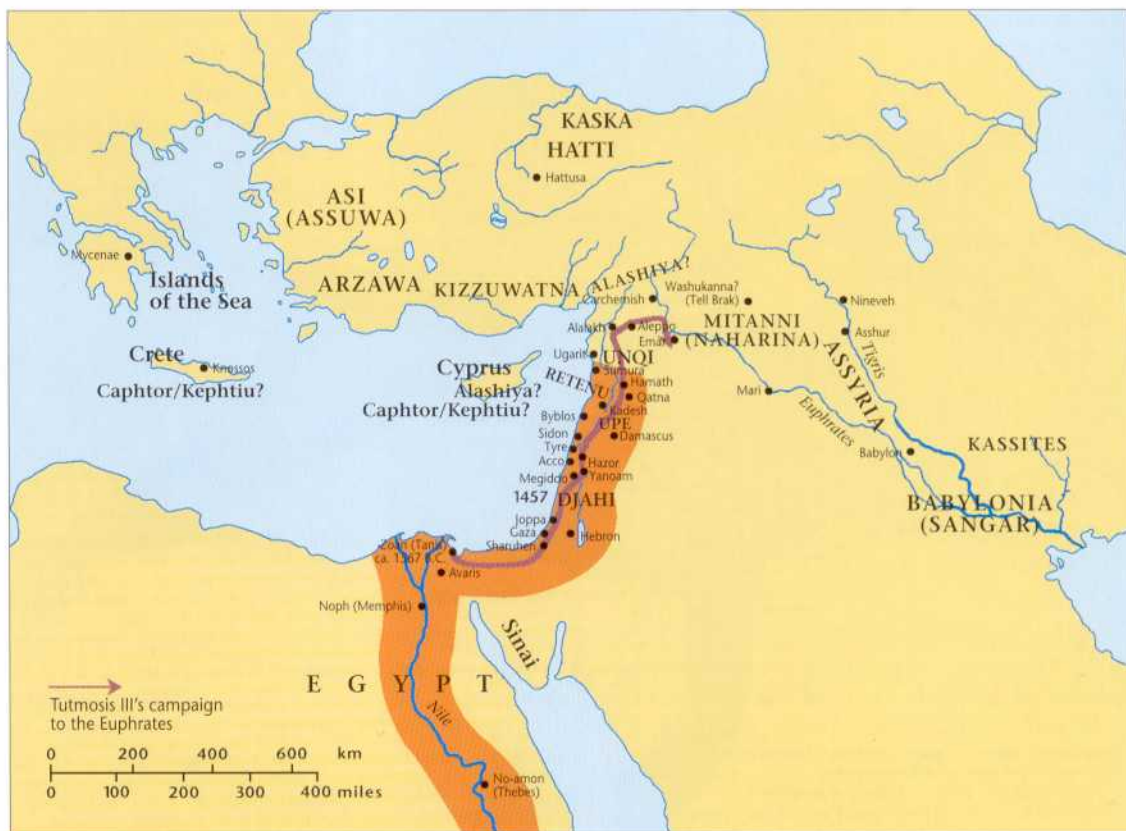 KASKA
HATTI
Hattusa
ASI
(ASSUWA)
Mycenae
Islands
of the Sea
ARZAWA
KIZZUWATNA
ALASHIYA?
Carchemish
Washukanna?
(Tell Brak)
Nineveh
MITANNI
(NAHARINA)
Alalakh
Aleppo
Emar
Asshur
Tigris
ASSYRIA
Crete
Knossos
Caphtor/Kephtiu?
Cyprus
Alashiya?
Caphtor/Kephtiu?
Ugarit
UNQI
Sumura
RETENU
Hamath
Qatna
Kadesh
Mari
Euphrates
Byblos
UPE
Damascus
Sidon
Tyre
Acco
Hazor
Megiddo
Yanoam
Babylon
KASSITES
1457
DJAHI
BABYLONIA
(SANGAR)
Joppa
Gaza
Hebron
Sharuhen
Zoan (Tanis)
ca. 1567 B.C.
Avaris
Noph (Memphis)
Sinai
EGYPT
Nile
Tutmosis III's campaign
to the Euphrates
0 200 400 600 km
0 100 200 300 400 miles
No-amon
(Thebes)